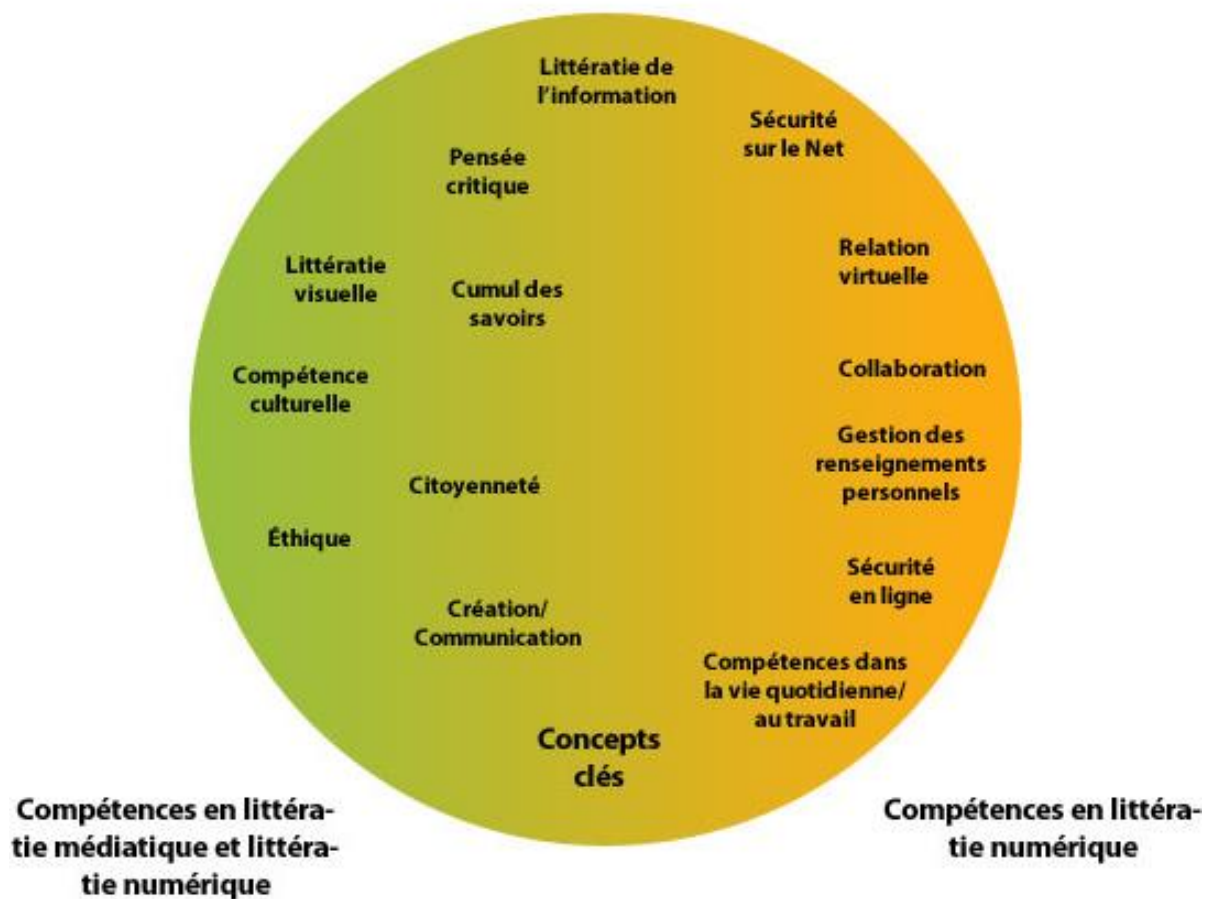 Littératie de
l'information
Sécurité
sur le Net
Pensée
critique
Relation
virtuelle
Littératie
visuelle
Cumul des
savoirs
Collaboration
Compétence
culturelle
Gestion des
renseignements
personnels
Citoyenneté
Éthique
Sécurité
en ligne
Création/
Communication
Compétences dans
la vie quotidienne/
au travail
Concepts
clés
Compétences en littéra-
tie médiatique et littéra-
tie numérique
Compétences en littéra-
tie numérique